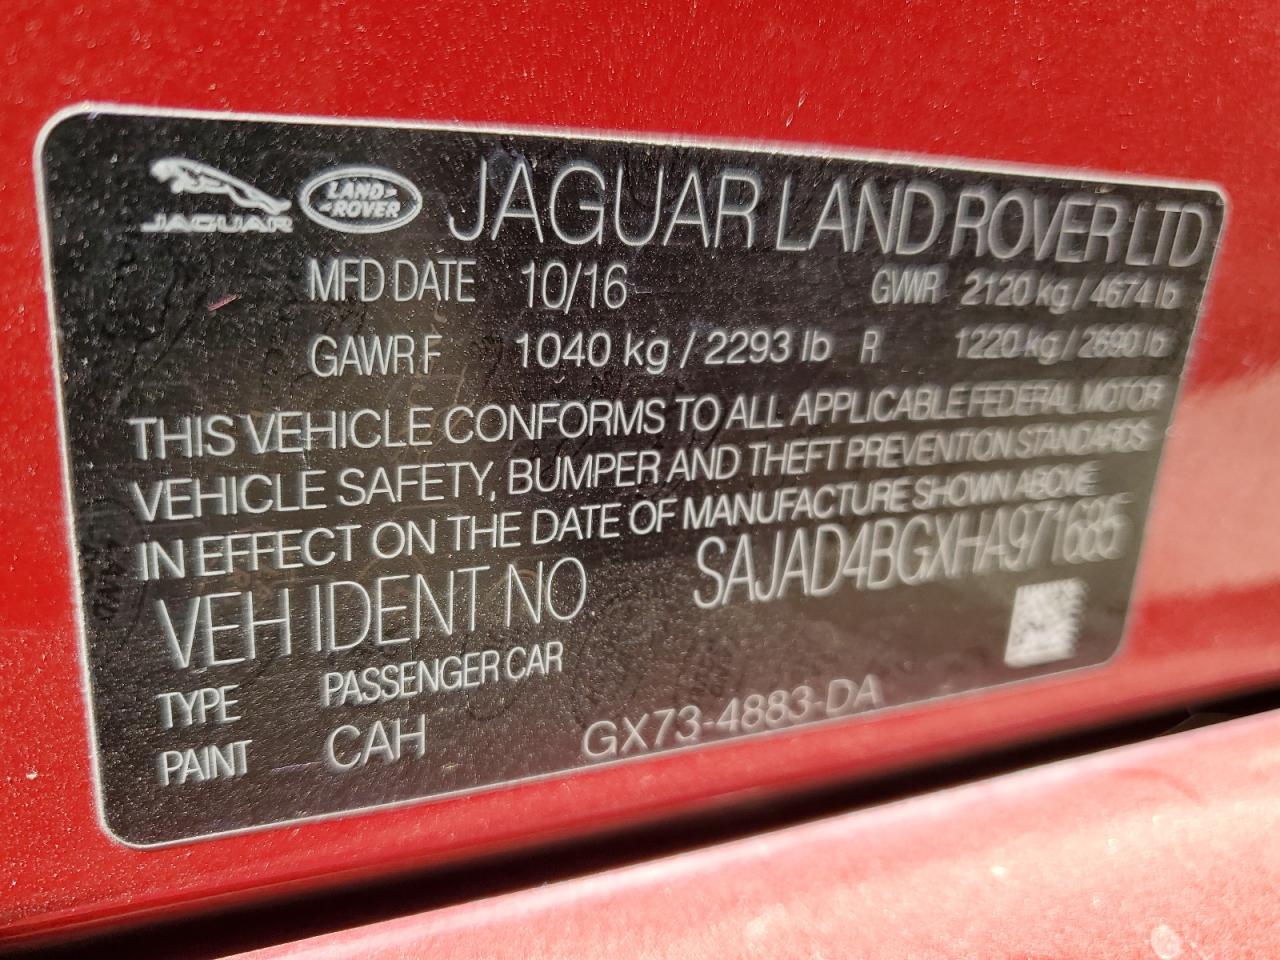 JAGUAR LAND ROVER JAGUAR LAND ROVER LTD
MFD DATE 10/16 GWWR 2120 kg / 4674 lb
GAWR F 1040 kg / 2293 lb R 1220 kg / 2690 lb
THIS VEHICLE CONFORMS TO ALL APPLICABLE FEDERAL MOTOR
VEHICLE SAFETY, BUMPER AND THEFT PREVENTION STANDARDS
IN EFFECT ON THE DATE OF MANUFACTURE SHOWN ABOVE
VEH IDENT NO SAJAD4BGXHA971685
TYPE PASSENGER CAR
PAINT CAH GX73-4883-DA